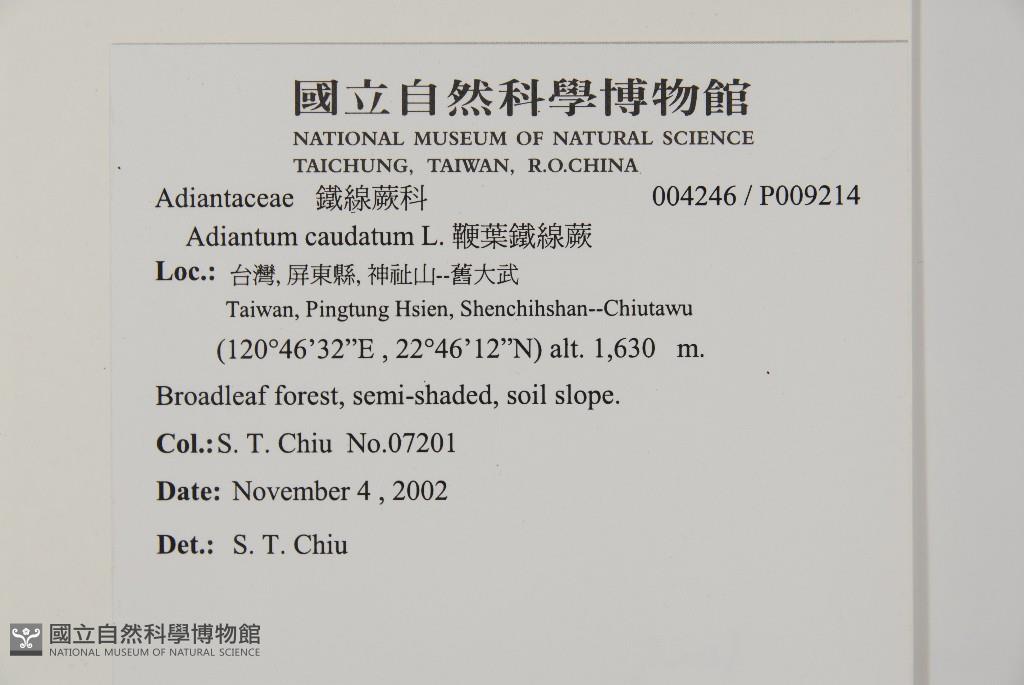 國立自然科學博物館
NATIONAL MUSEUM OF NATURAL SCIENCE
TAICHUNG, TAIWAN, R.O.CHINA
Adiantaceae 鐵線蕨科 004246 / P009214
Adiantum caudatum L. 鞭葉鐵線蕨
Loc.: 台灣, 屏東縣, 神祉山--舊大武
Taiwan, Pingtung Hsien, Shenchihshan--Chiutawu
(120°46’32”E , 22°46’12”N) alt. 1,630 m.
Broadleaf forest, semi-shaded, soil slope.
Col.: S. T. Chiu No.07201
Date: November 4 , 2002
Det.: S. T. Chiu
國立自然科學博物館
NATIONAL MUSEUM OF NATURAL SCIENCE